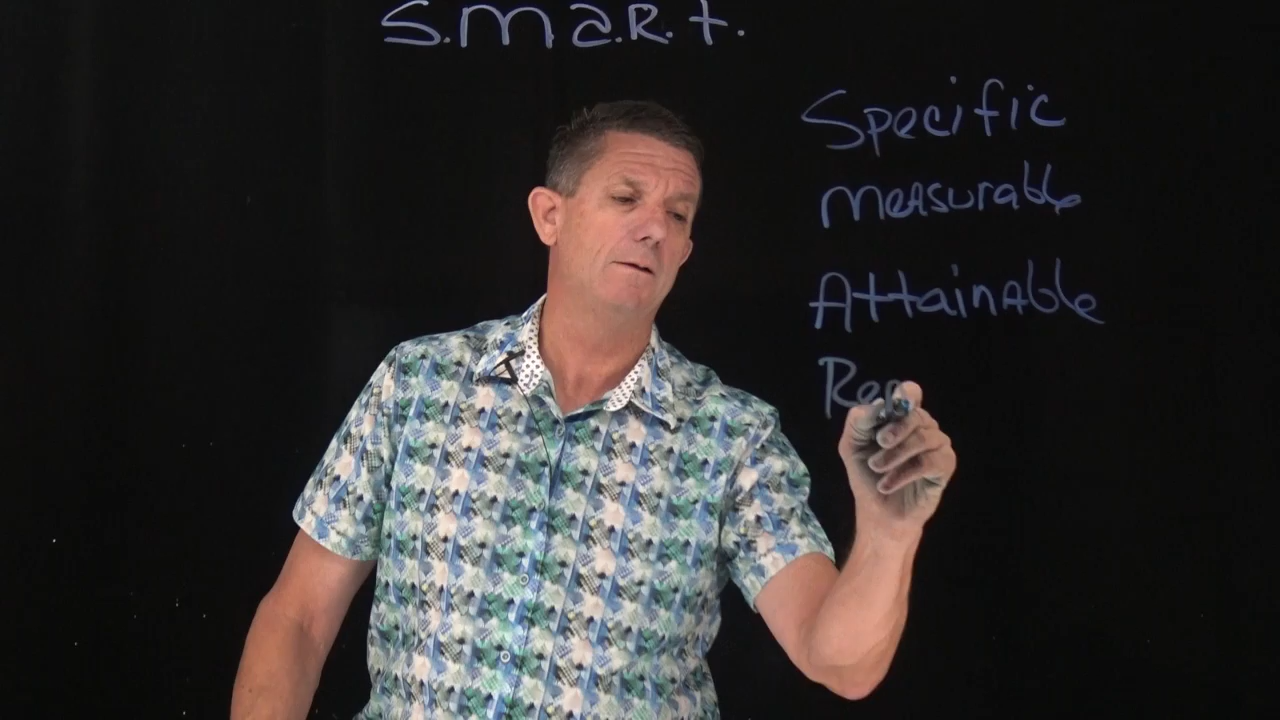 S.m.a.R.t.
Specific
measurable
Attainable
Re